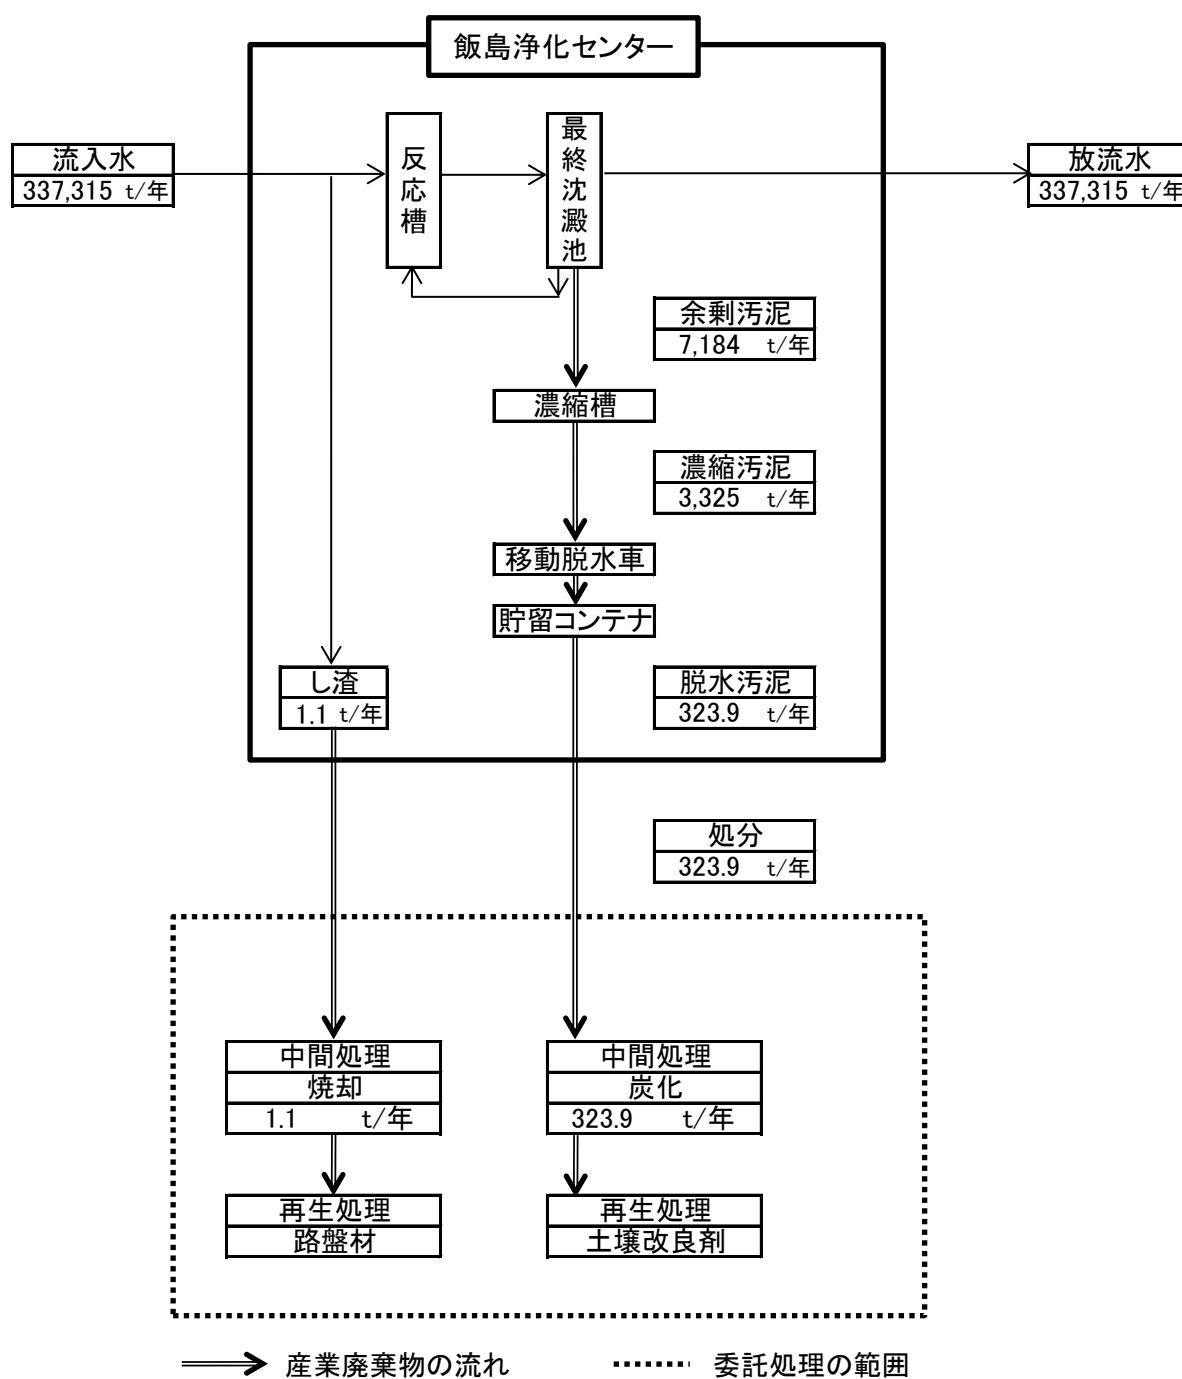 飯島浄化センター
流入水
337,315 t/年
反応槽
最終沈澱池
放流水
337,315 t/年
余剰汚泥
7,184 t/年
濃縮槽
濃縮汚泥
3,325 t/年
移動脱水車
貯留コンテナ
し渣
1.1 t/年
脱水汚泥
323.9 t/年
処分
323.9 t/年
中間処理
焼却
1.1 t/年
中間処理
炭化
323.9 t/年
再生処理
路盤材
再生処理
土壌改良剤
産業廃棄物の流れ
委託処理の範囲